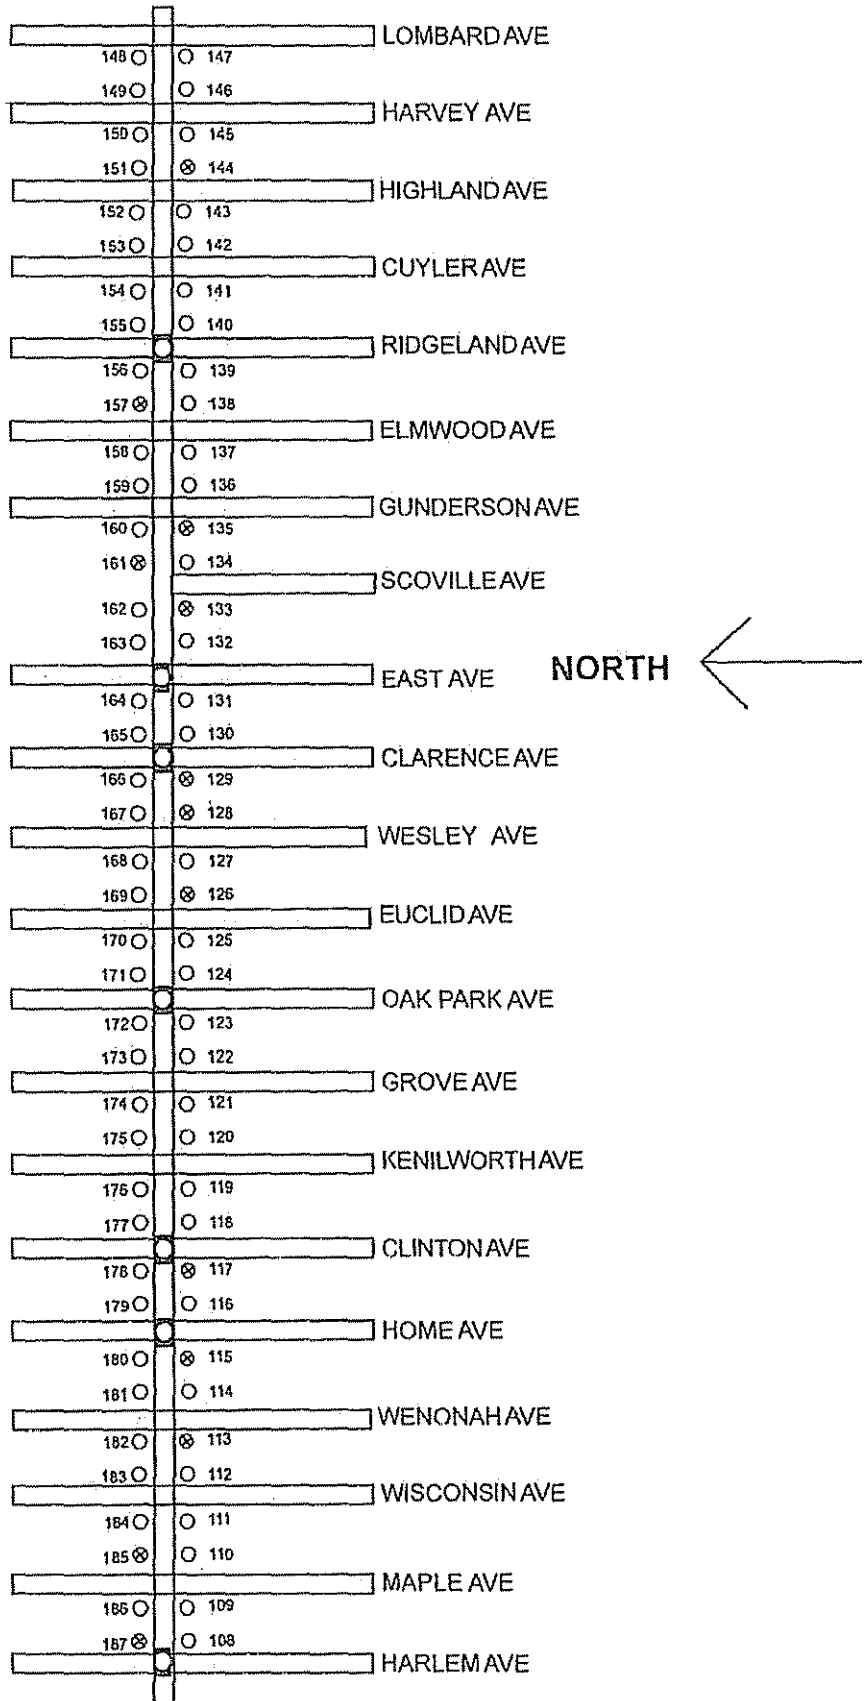 LOMBARD AVE
148 147
149 146
HARVEY AVE
150 145
151 144
HIGHLAND AVE
152 143
153 142
CUYLER AVE
154 141
155 140
RIDGELAND AVE
156 139
157 138
ELMWOOD AVE
158 137
159 136
GUNDERSON AVE
160 135
161 134
SCOVILLE AVE
162 133
163 132
EAST AVE
NORTH
164 131
165 130
CLARENCE AVE
166 129
167 128
WESLEY AVE
168 127
169 126
EUCLID AVE
170 125
171 124
OAK PARK AVE
172 123
173 122
GROVE AVE
174 121
175 120
KENILWORTH AVE
176 119
177 118
CLINTON AVE
178 117
179 116
HOME AVE
180 115
181 114
WENONAH AVE
182 113
183 112
WISCONSIN AVE
184 111
185 110
MAPLE AVE
186 109
187 108
HARLEM AVE